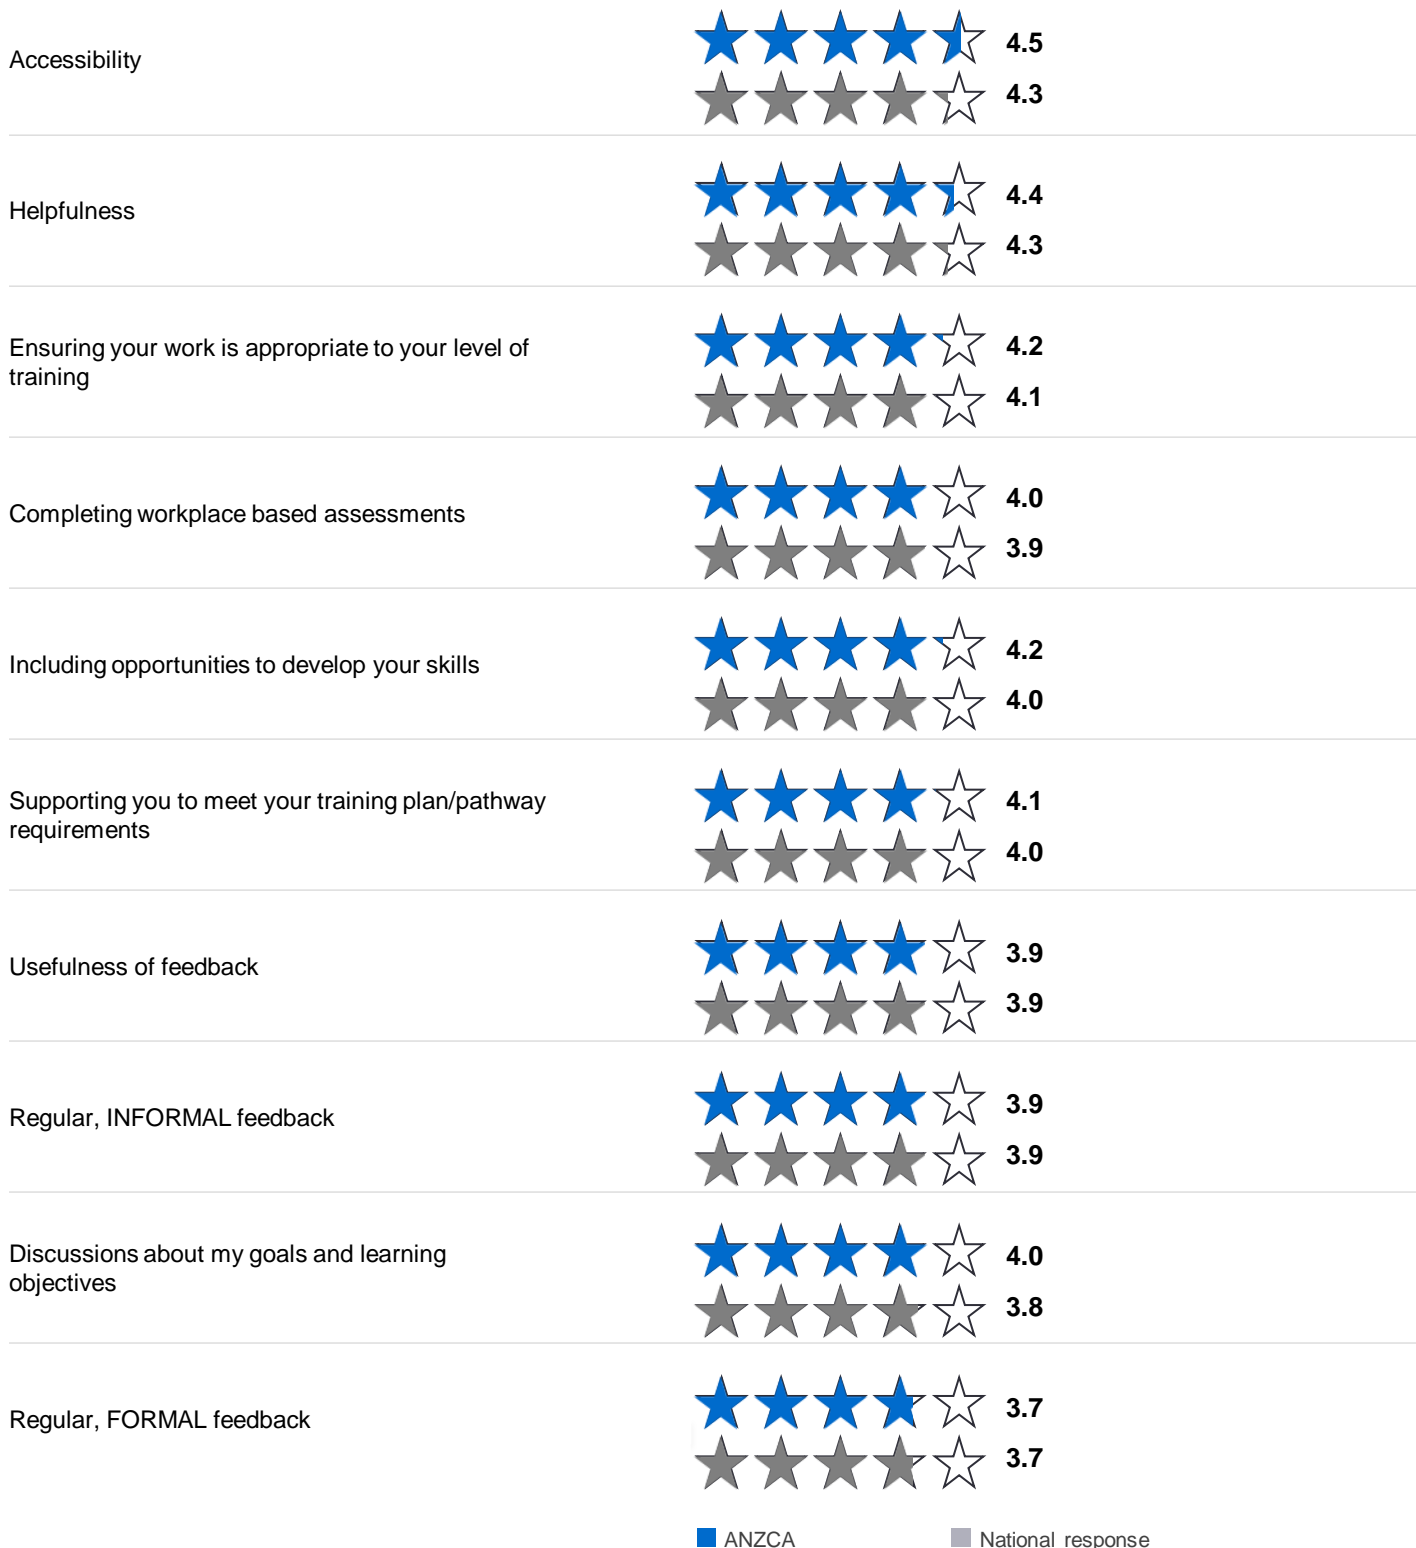 Accessibility
4.5
4.3
Helpfulness
4.4
4.3
Ensuring your work is appropriate to your level of
training
4.2
4.1
Completing workplace based assessments
4.0
3.9
Including opportunities to develop your skills
4.2
4.0
Supporting you to meet your training plan/pathway
requirements
4.1
4.0
Usefulness of feedback
3.9
3.9
Regular, INFORMAL feedback
3.9
3.9
Discussions about my goals and learning
objectives
4.0
3.8
Regular, FORMAL feedback
3.7
3.7
ANZCA National response